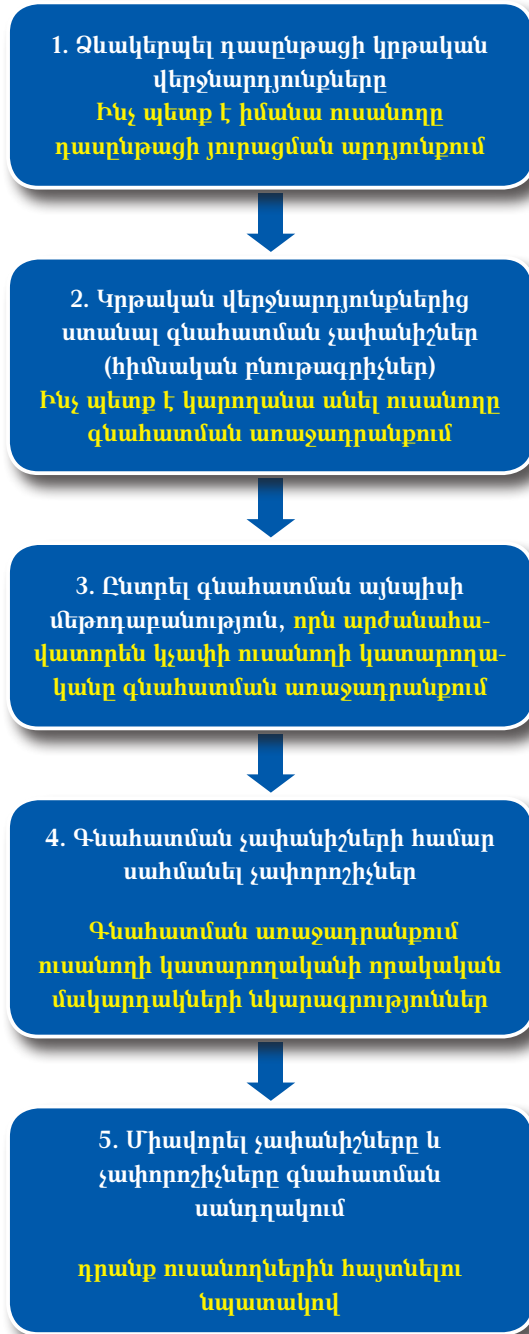 1. Ձևակերպել դասընթացի կրթական
վերջնարդյունքները
Ինչ պետք է իմանա ուսանողը
դասընթացի յուրացման արդյունքում
2. Կրթական վերջնարդյունքներից
ստանալ գնահատման չափանիշներ
(հիմնական բնութագրիչներ)
Ինչ պետք է կարողանա անել ուսանողը
գնահատման առաջադրանքում
3. Ընտրել գնահատման այնպիսի
մեթոդաբանություն, որն արժանահա-
վատորեն կչափի ուսանողի կատարողա-
կանը գնահատման առաջադրանքում
4. Գնահատման չափանիշների համար
սահմանել չափորոշիչներ
Գնահատման առաջադրանքում
ուսանողի կատարողականի որակական
մակարդակների նկարագրություններ
5. Միավորել չափանիշները և
չափորոշիչները գնահատման
սանդղակում
դրանք ուսանողներին հայտնելու
նպատակով